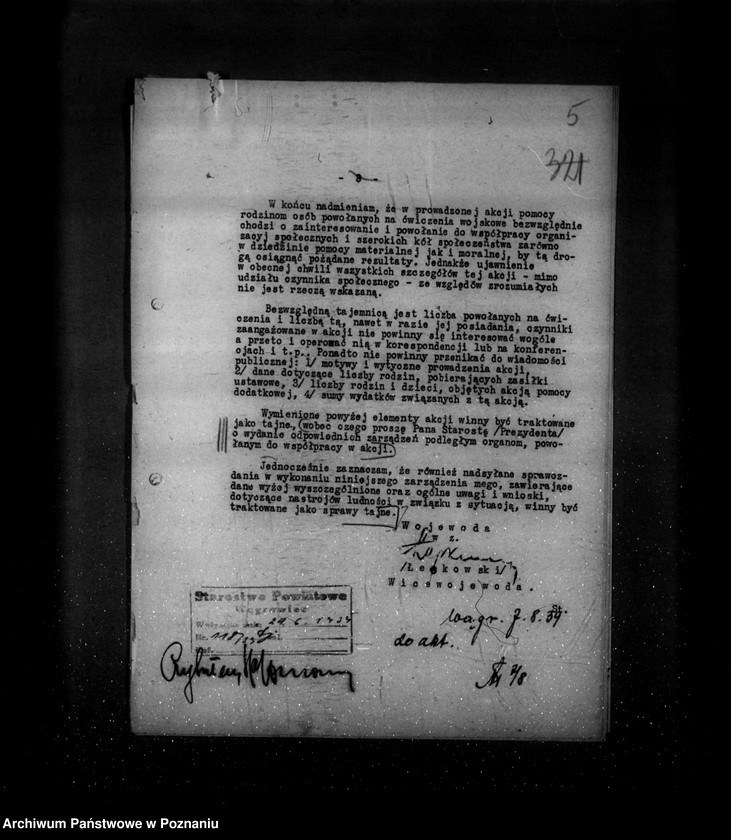 5
321
- 3 -
W końcu nadmieniam, że w prowadzonej akcji pomocy
rodzinom osób powołanych na ćwiczenia wojskowe bezwzględnie
chodzi o zainteresowanie i powołanie do współpracy organi-
zacyj społecznych i szerokich kół społeczeństwa zarówno
w dziedzinie pomocy materialnej jak i moralnej, by tą dro-
gą osiągnąć pożądane rezultaty. Jednakże ujawnienie
w obecnej chwili wszystkich szczegółów tej akcji - mimo
udziału czynnika społecznego - ze względów zrozumiałych
nie jest rzeczą wskazaną.
Bezwzględną tajemnicą jest liczba powołanych na ćwi-
czenia i liczbą tą, nawet w razie jej posiadania, czynniki
zaangażowane w akcji nie powinny się interesować wogóle
a przeto i operować nią w korespondencji lub na konferen-
cjach i t.p.. Ponadto nie powinny przenikać do wiadomości
publicznej: 1/ motywy i wytyczne prowadzenia akcji,
2/ dane dotyczące liczby rodzin, pobierających zasiłki
ustawowe, 3/ liczby rodzin i dzieci, objętych akcją pomocy
dodatkowej, 4/ sumy wydatków związanych z tą akcją.
Wymienione powyżej elementy akcji winny być traktowane
jako tajne, (wobec czego proszę Pana Starostę /Prezydenta/
o wydanie odpowiednich zarządzeń podległym organom, powo-
łanym do współpracy w akcji.)
Jednocześnie zaznaczam, że również nadsyłane sprawoz-
dania w wykonaniu niniejszego zarządzenia mego, zawierające
dane wyżej wyszczególnione oraz ogólne uwagi i wnioski,
dotyczące nastrojów ludności w związku z sytuacją, winny być
traktowane jako sprawy tajne.
Wojewoda
w z.
/Łepkowski/
Wicewojewoda.
Starostwo Powiatowe
Wągrowiec
Wągr. 7.8.39
do akt.
7/8